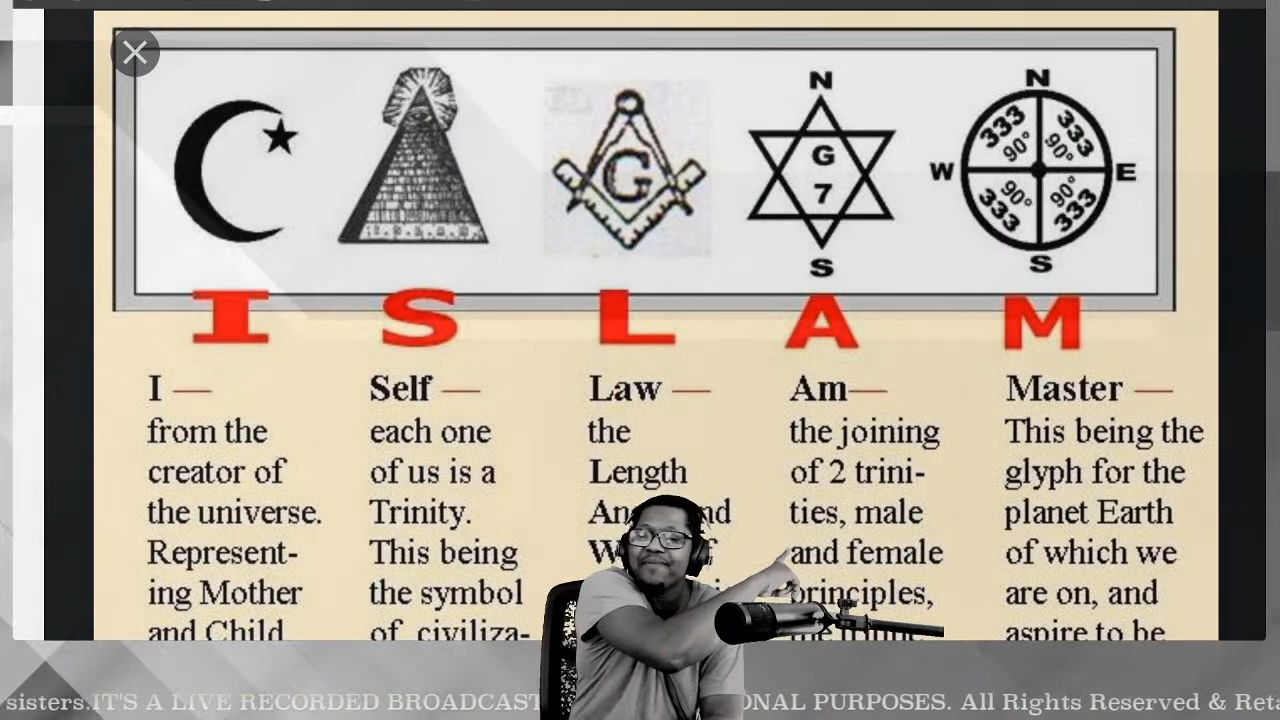 N N
G
G
7
W E
333 333
90° 90°
90° 90°
333 333
S S
I S L A M
I — Self — Law — Am— Master —
from the each one the the joining This being the
creator of of us is a Length of 2 trini- glyph for the
the universe. Trinity. ties, male planet Earth
Represent- This being and female of which we
ing Mother the symbol principles, are on, and
and Child of civiliza- aspire to be
sisters.IT'S A LIVE RECORDED BROADCAST ONAL PURPOSES. All Rights Reserved & Reta